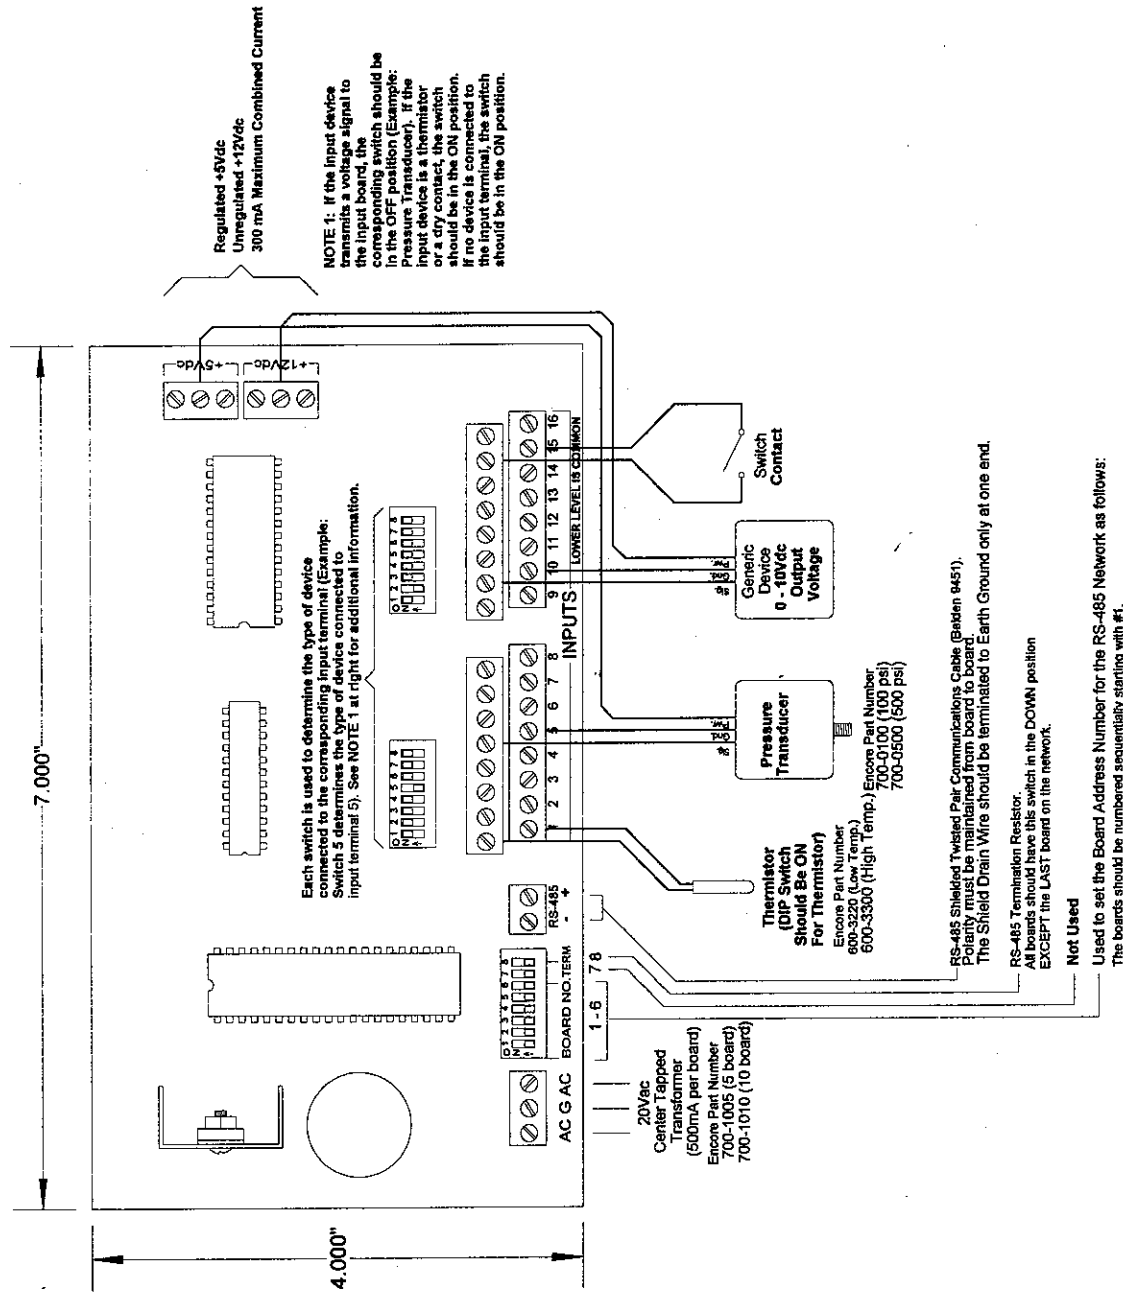 7.000"
4.000"
Regulated +5Vdc
Unregulated +12Vdc
300 mA Maximum Combined Current
+5Vdc
+12Vdc
NOTE 1: If the input device
transmits a voltage signal to
the input board, the
corresponding switch should be
in the OFF position (Example:
Pressure Transducer). If the
input device is a thermistor
or a dry contact, the switch
should be in the ON position.
If no device is connected to
the input terminal, the switch
should be in the ON position.
Each switch is used to determine the type of device
connected to the corresponding input terminal (Example:
Switch 5 determines the type of device connected to
input terminal 5). See NOTE 1 at right for additional information.
ON 1 2 3 4 5 6 7 8
ON 1 2 3 4 5 6 7 8
ON 1 2 3 4 5 6 7 8
AC G AC
BOARD NO. TERM
1-6 7 8
RS-485
- +
1 2 3 4 5 6 7 8
INPUTS
9 10 11 12 13 14 15 16
LOWER LEVEL IS COMMON
20Vac
Center Tapped
Transformer
(500mA per board)
Encore Part Number
700-1005 (5 board)
700-1010 (10 board)
Thermistor
(DIP Switch
Should Be ON
For Thermistor)
Encore Part Number
600-3220 (Low Temp.)
600-3300 (High Temp.)
Sig
Gnd
Pwr
Pressure
Transducer
Encore Part Number
700-0100 (100 psi)
700-0500 (500 psi)
Sig
Gnd
Pwr
Generic
Device
0 - 10Vdc
Output
Voltage
Switch
Contact
RS-485 Shielded Twisted Pair Communications Cable (Belden 9451).
Polarity must be maintained from board to board.
The Shield Drain Wire should be terminated to Earth Ground only at one end.
RS-485 Termination Resistor.
All boards should have this switch in the DOWN position
EXCEPT the LAST board on the network.
Not Used
Used to set the Board Address Number for the RS-485 Network as follows:
The boards should be numbered sequentially starting with #1.